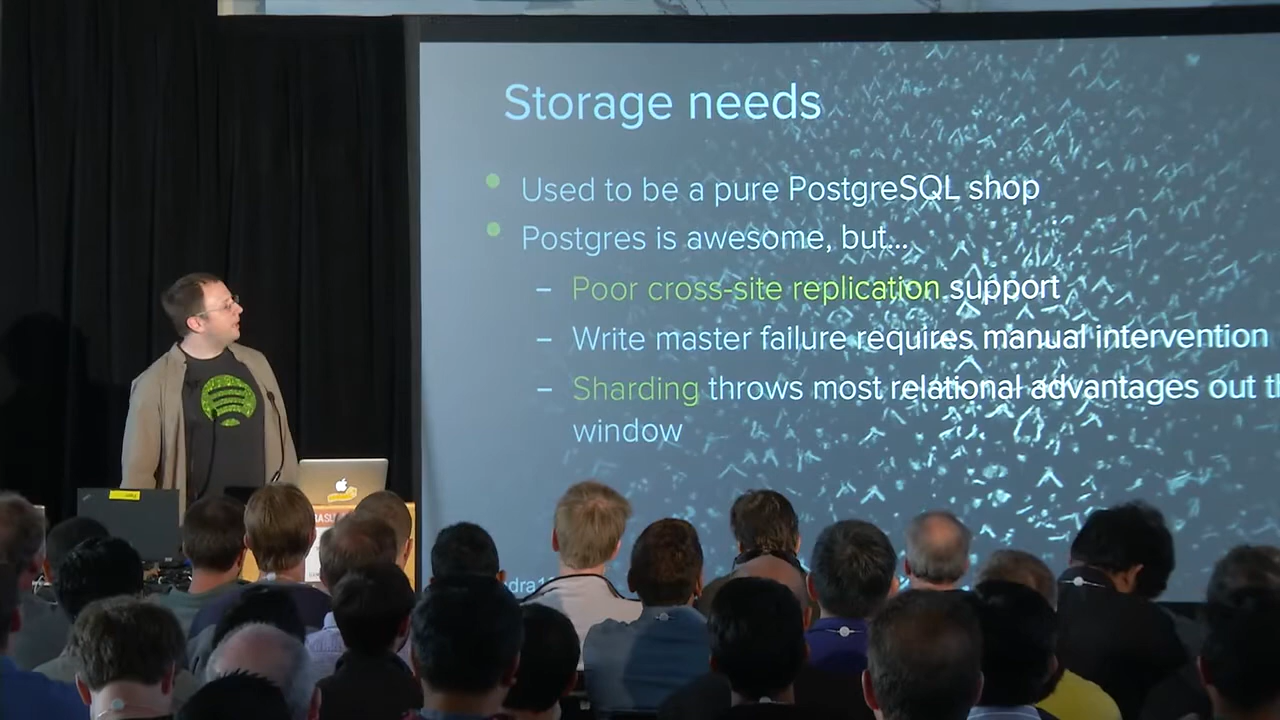 Storage needs
Used to be a pure PostgreSQL shop
Postgres is awesome, but...
– Poor cross-site replication support
– Write master failure requires manual intervention
– Sharding throws most relational advantages out
window